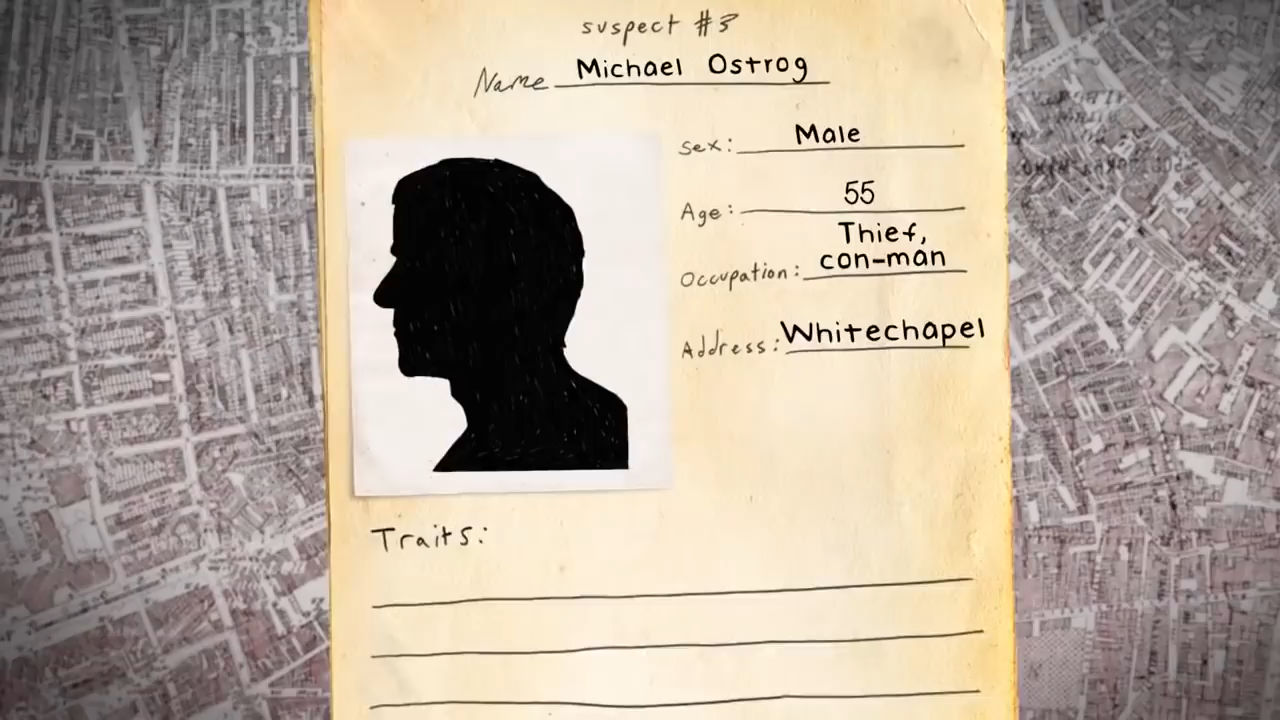 suspect #3
Name Michael Ostrog
Sex: Male
Age: 55
Occupation: Thief, con-man
Address: Whitechapel
Traits: